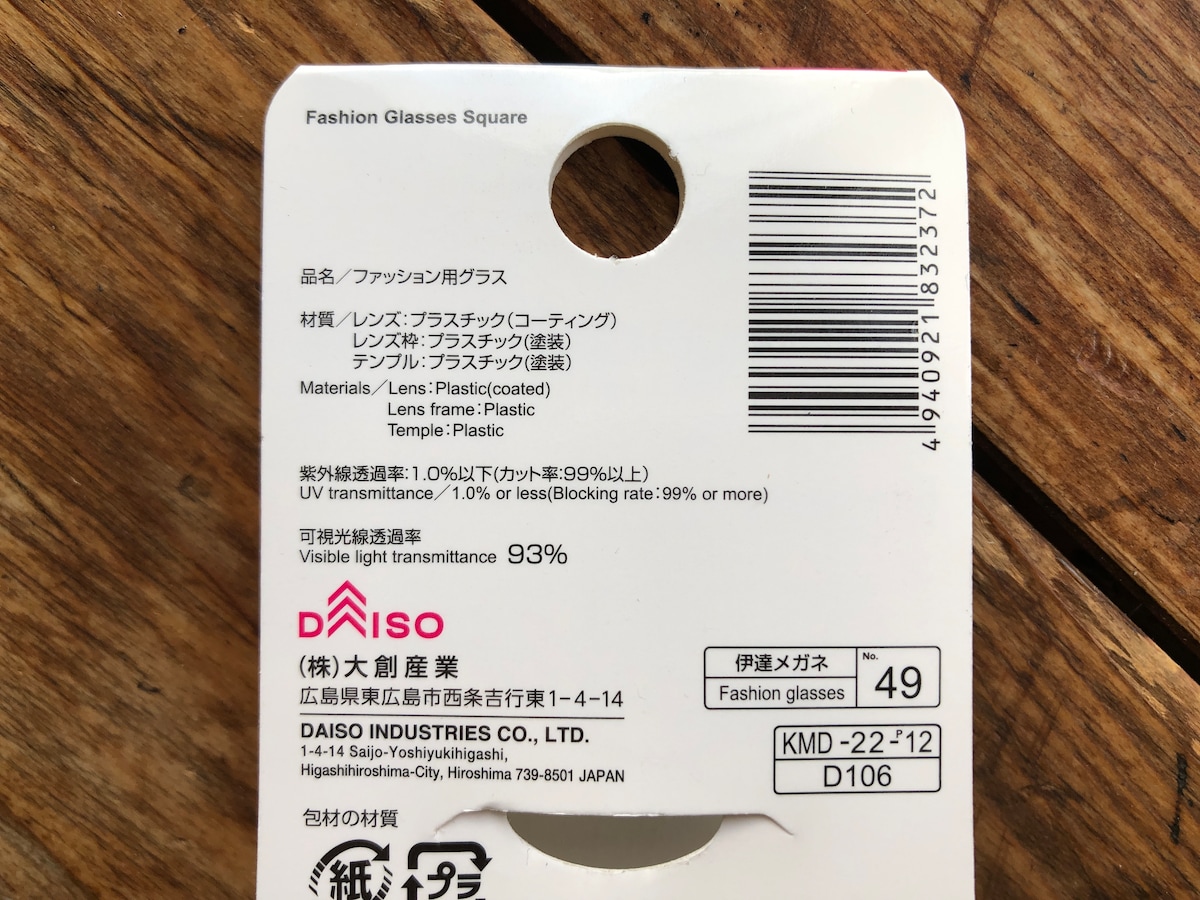 Fashion Glasses Square
4940921832372
品名／ファッション用グラス
材質／レンズ:プラスチック(コーティング)
レンズ枠:プラスチック(塗装)
テンプル:プラスチック(塗装)
Materials／Lens:Plastic(coated)
Lens frame:Plastic
Temple:Plastic
紫外線透過率:1.0%以下(カット率:99%以上)
UV transmittance／1.0% or less(Blocking rate:99% or more)
可視光線透過率
Visible light transmittance 93%
DAISO
(株)大創産業
広島県東広島市西条吉行東1-4-14
DAISO INDUSTRIES CO., LTD.
1-4-14 Saijo-Yoshiyukihigashi,
Higashihiroshima-City, Hiroshima 739-8501 JAPAN
伊達メガネ
Fashion glasses
No. 49
KMD -22-P12
D106
包材の材質
紙 プラ